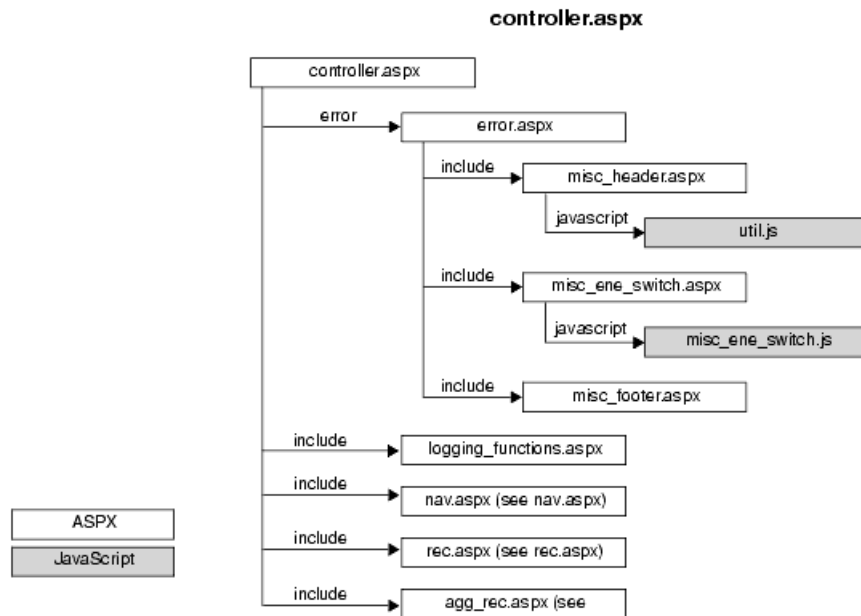 controller.aspx
controller.aspx
error
error.aspx
include
misc_header.aspx
javascript
util.js
include
misc_ene_switch.aspx
javascript
misc_ene_switch.js
include
misc_footer.aspx
include
logging_functions.aspx
include
nav.aspx (see nav.aspx)
ASPX
include
rec.aspx (see rec.aspx)
JavaScript
include
agg_rec.aspx (see